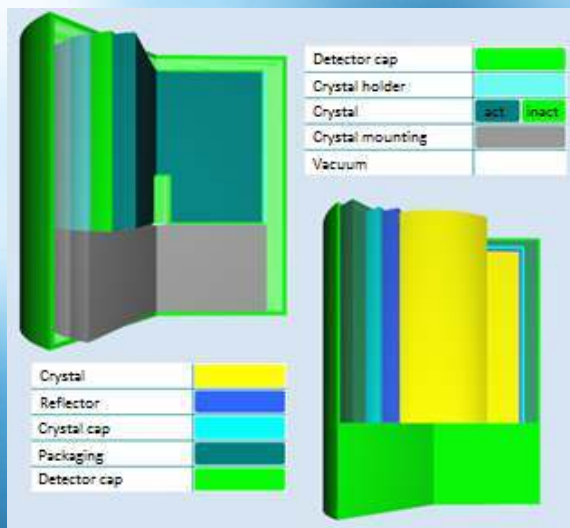 Detector cap
Crystal holder
Crystal act inact
Crystal mounting
Vacuum
Crystal
Reflector
Crystal cap
Packaging
Detector cap